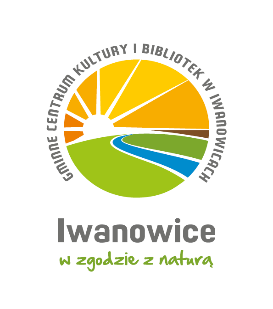 GMINNE CENTRUM KULTURY I BIBLIOTEK W IWANOWICACH
Iwanowice
w zgodzie z naturą